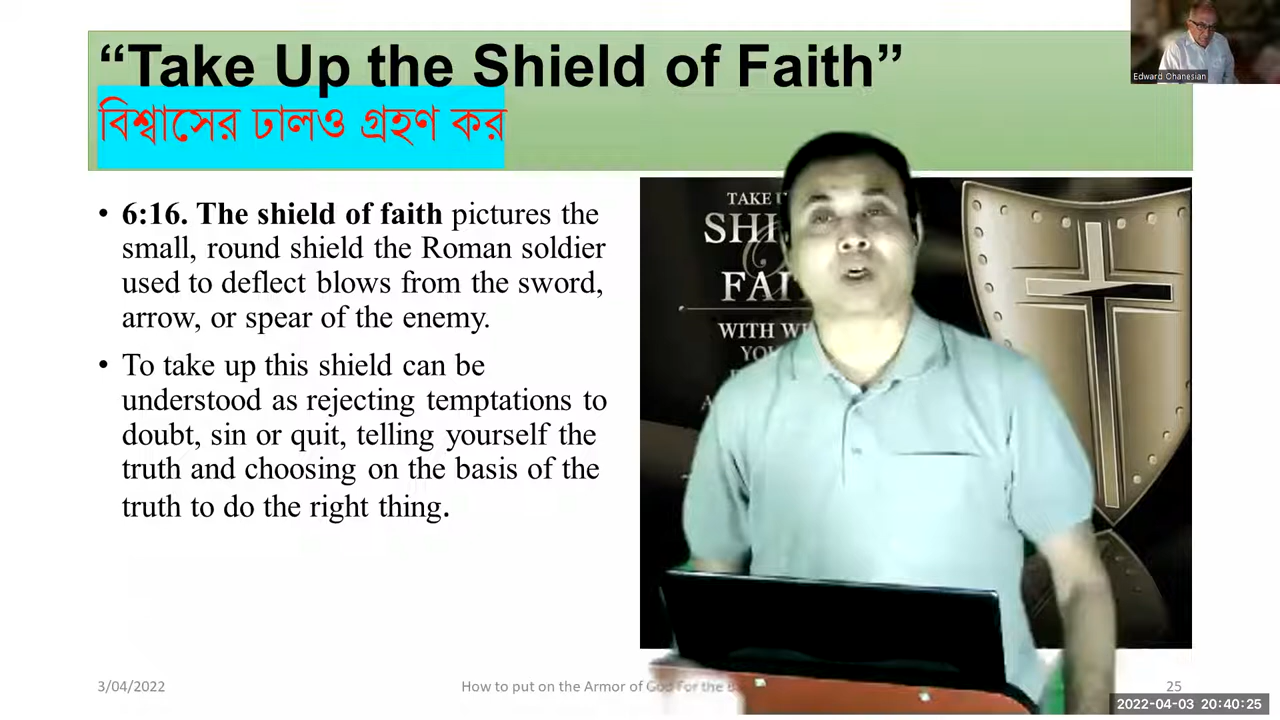 “Take Up the Shield of Faith”
Edward Ohanesian
বিশ্বাসের ঢালও গ্রহণ কর
• 6:16. The shield of faith pictures the
small, round shield the Roman soldier
used to deflect blows from the sword,
arrow, or spear of the enemy.
• To take up this shield can be
understood as rejecting temptations to
doubt, sin or quit, telling yourself the
truth and choosing on the basis of the
truth to do the right thing.
TAKE
FAI
WITH
3/04/2022
How to put on the Armor of God For the
25
2022-04-03 20:40:25